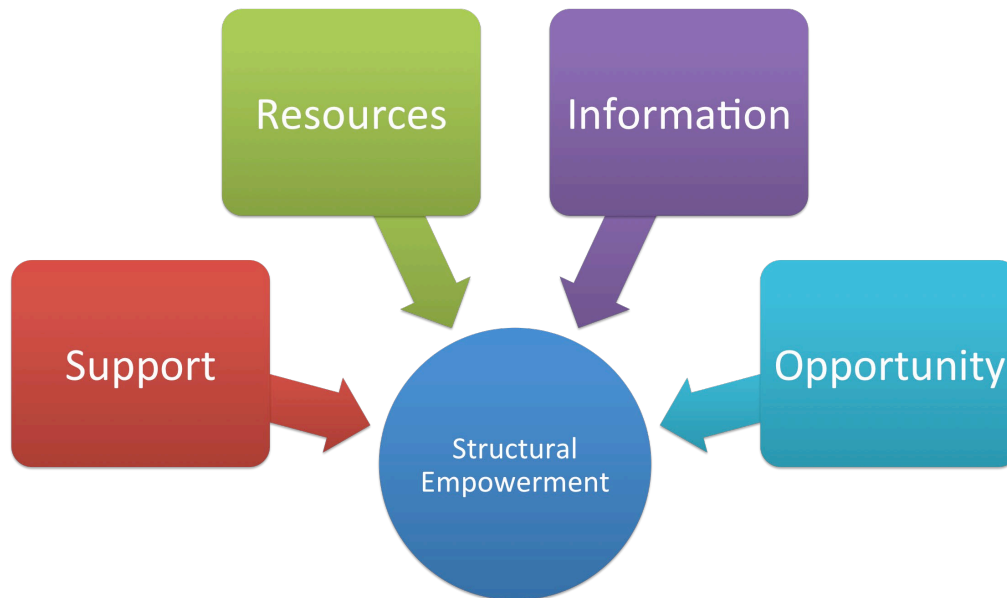 Resources
Information
Support
Opportunity
Structural
Empowerment